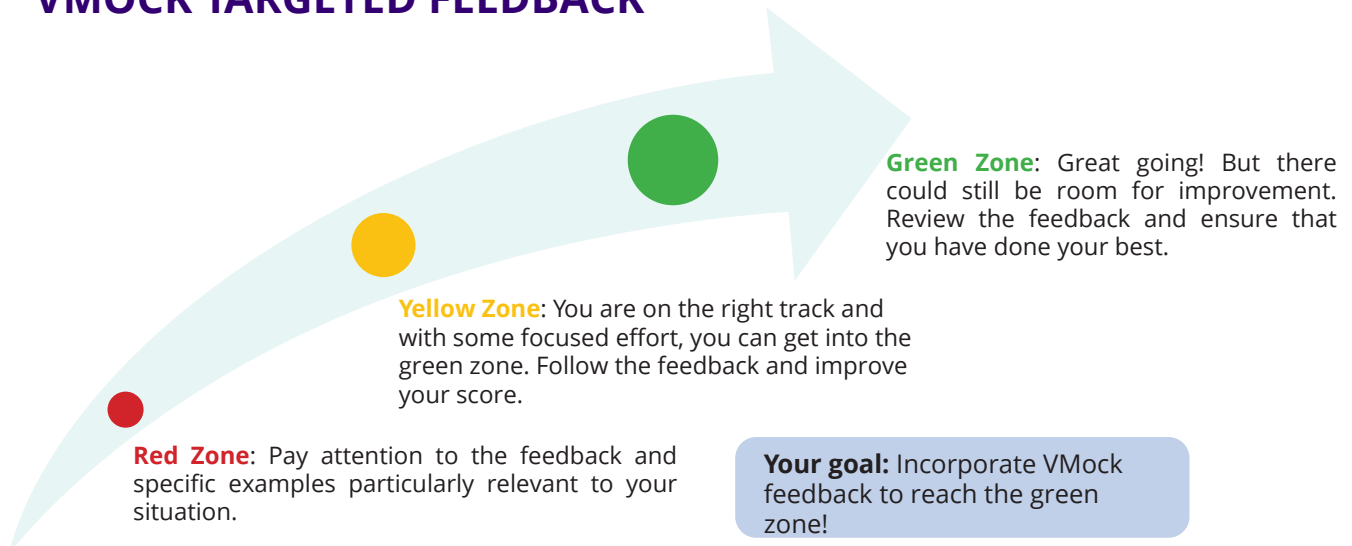 VMOCK TARGETED FEEDBACK
Green Zone: Great going! But there
could still be room for improvement.
Review the feedback and ensure that
you have done your best.
Yellow Zone: You are on the right track and
with some focused effort, you can get into the
green zone. Follow the feedback and improve
your score.
Red Zone: Pay attention to the feedback and
specific examples particularly relevant to your
situation.
Your goal: Incorporate VMock
feedback to reach the green
zone!